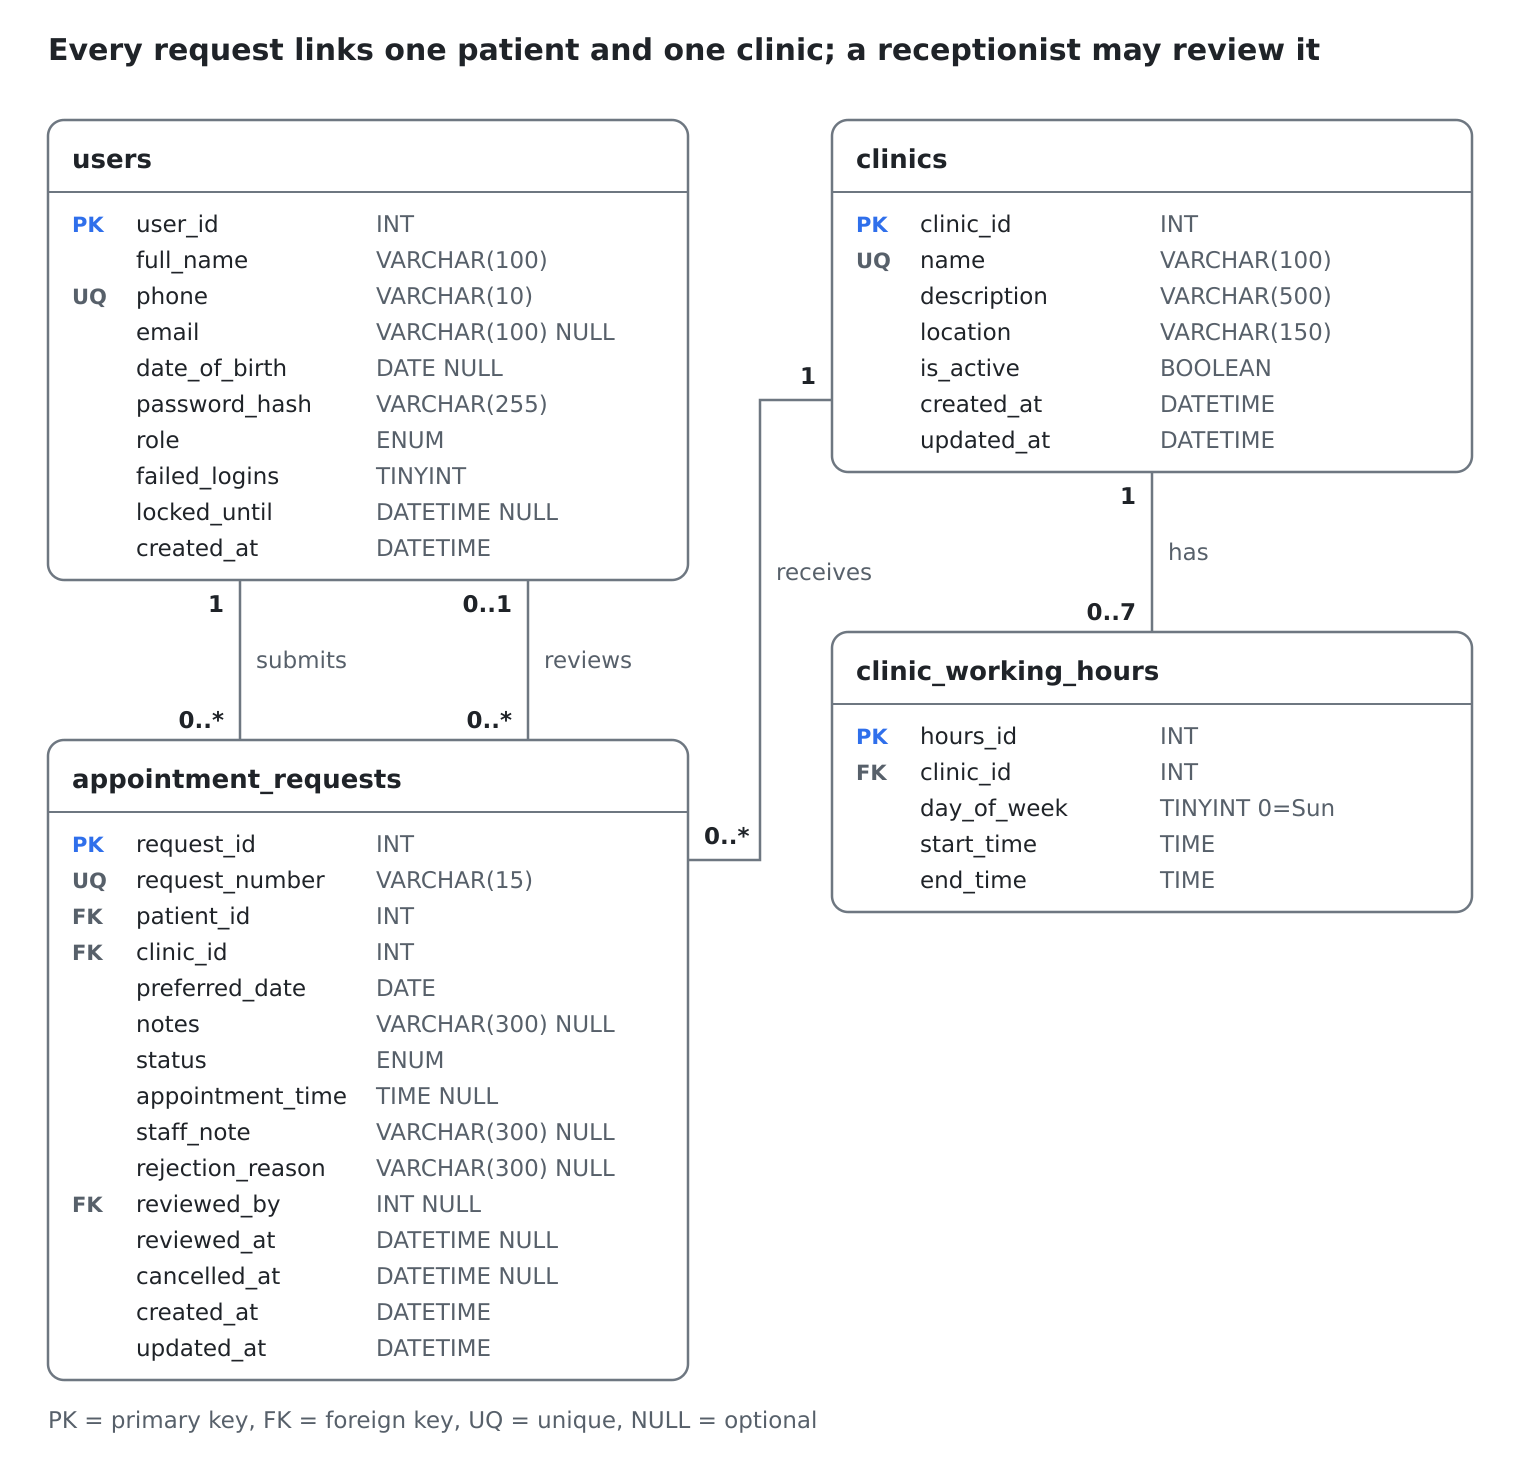 Every request links one patient and one clinic; a receptionist may review it
users
PK user_id INT
full_name VARCHAR(100)
UQ phone VARCHAR(10)
email VARCHAR(100) NULL
date_of_birth DATE NULL
password_hash VARCHAR(255)
role ENUM
failed_logins TINYINT
locked_until DATETIME NULL
created_at DATETIME
clinics
PK clinic_id INT
UQ name VARCHAR(100)
description VARCHAR(500)
location VARCHAR(150)
is_active BOOLEAN
created_at DATETIME
updated_at DATETIME
1
receives
0..*
1
has
0..7
1
submits
0..*
0..1
reviews
0..*
clinic_working_hours
PK hours_id INT
FK clinic_id INT
day_of_week TINYINT 0=Sun
start_time TIME
end_time TIME
appointment_requests
PK request_id INT
UQ request_number VARCHAR(15)
FK patient_id INT
FK clinic_id INT
preferred_date DATE
notes VARCHAR(300) NULL
status ENUM
appointment_time TIME NULL
staff_note VARCHAR(300) NULL
rejection_reason VARCHAR(300) NULL
FK reviewed_by INT NULL
reviewed_at DATETIME NULL
cancelled_at DATETIME NULL
created_at DATETIME
updated_at DATETIME
PK = primary key, FK = foreign key, UQ = unique, NULL = optional